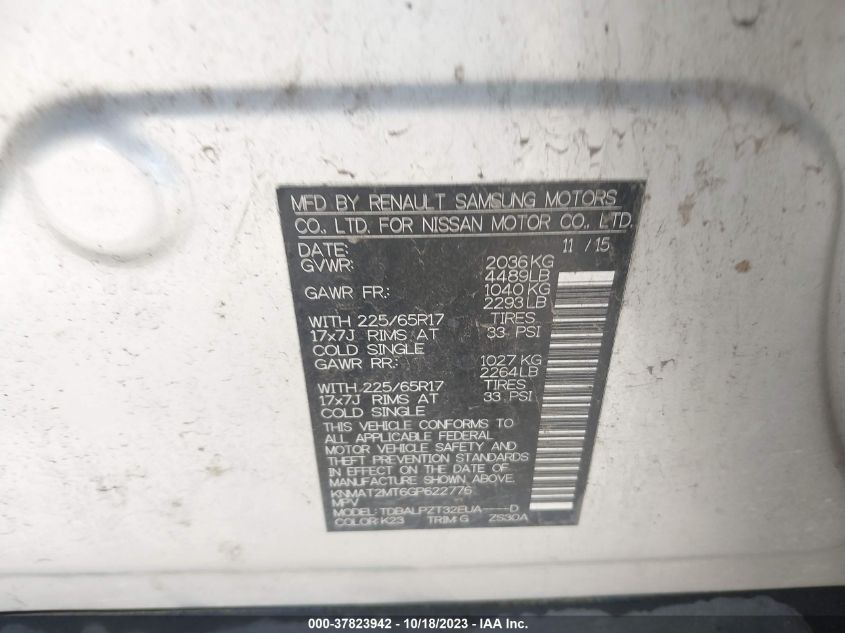 MFD BY RENAULT SAMSUNG MOTORS
CO., LTD. FOR NISSAN MOTOR CO., LTD.
DATE: 11 / 15
GVWR: 2036 KG
4489LB
GAWR FR.: 1040 KG
2293 LB
WITH 225/65R17 TIRES
17x7J RIMS AT 33 PSI
COLD SINGLE
GAWR RR.: 1027 KG
2264LB
WITH 225/65R17 TIRES
17x7J RIMS AT 33 PSI
COLD SINGLE
THIS VEHICLE CONFORMS TO
ALL APPLICABLE FEDERAL
MOTOR VEHICLE SAFETY AND
THEFT PREVENTION STANDARDS
IN EFFECT ON THE DATE OF
MANUFACTURE SHOWN ABOVE.
KNMAT2MT6GP622776
MPV
MODEL: TDBALPZT32EUA----D
COLOR: K23 TRIM: G ZS30A
000-37823942 - 10/18/2023 - IAA Inc.